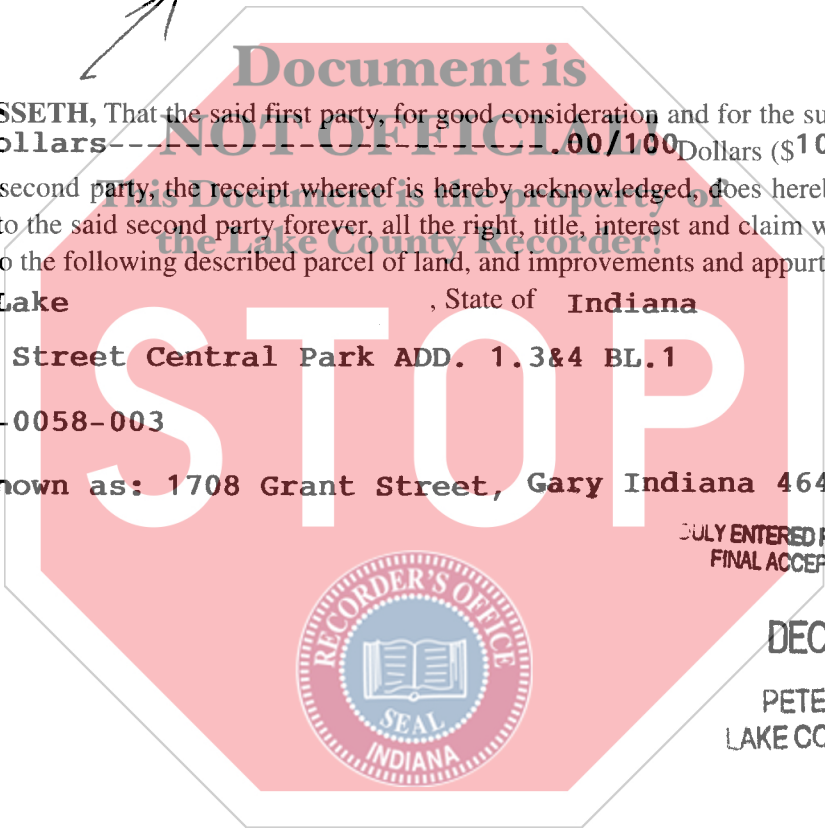 Document is
SSETH, That the said first party, for good consideration and for the su
NOT OFFICIAL!
ollars---------------------.00/100 Dollars ($10
This Document is the property of
second party, the receipt whereof is hereby acknowledged, does hereb
to the said second party forever, all the right, title, interest and claim w
the Lake County Recorder!
o the following described parcel of land, and improvements and appurt
Lake , State of Indiana
STOP
Street Central Park ADD. 1.3&4 BL.1
-0058-003
nown as: 1708 Grant Street, Gary Indiana 464
DULY ENTERED F
FINAL ACCEP
RECORDER'S OFFICE
SEAL
INDIANA
DEC
PETE
LAKE CO